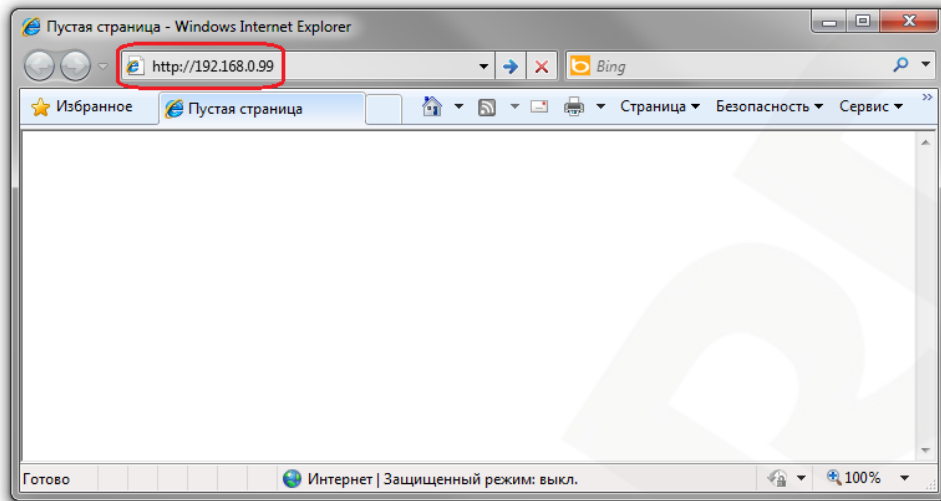 Пустая страница - Windows Internet Explorer
http://192.168.0.99
Bing
Избранное
Пустая страница
Страница
Безопасность
Сервис
Готово
Интернет | Защищенный режим: выкл.
100%